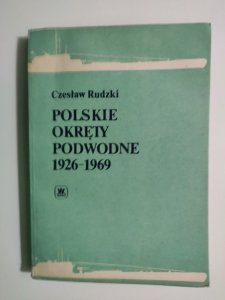 Czesław Rudzki
POLSKIE
OKRĘTY
PODWODNE
1926-1969